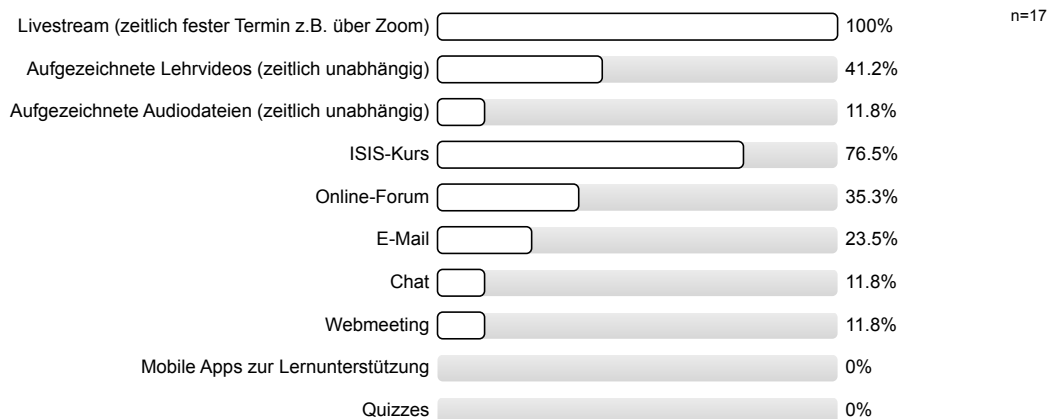 Livestream (zeitlich fester Termin z.B. über Zoom) 100% n=17
Aufgezeichnete Lehrvideos (zeitlich unabhängig) 41.2%
Aufgezeichnete Audiodateien (zeitlich unabhängig) 11.8%
ISIS-Kurs 76.5%
Online-Forum 35.3%
E-Mail 23.5%
Chat 11.8%
Webmeeting 11.8%
Mobile Apps zur Lernunterstützung 0%
Quizzes 0%